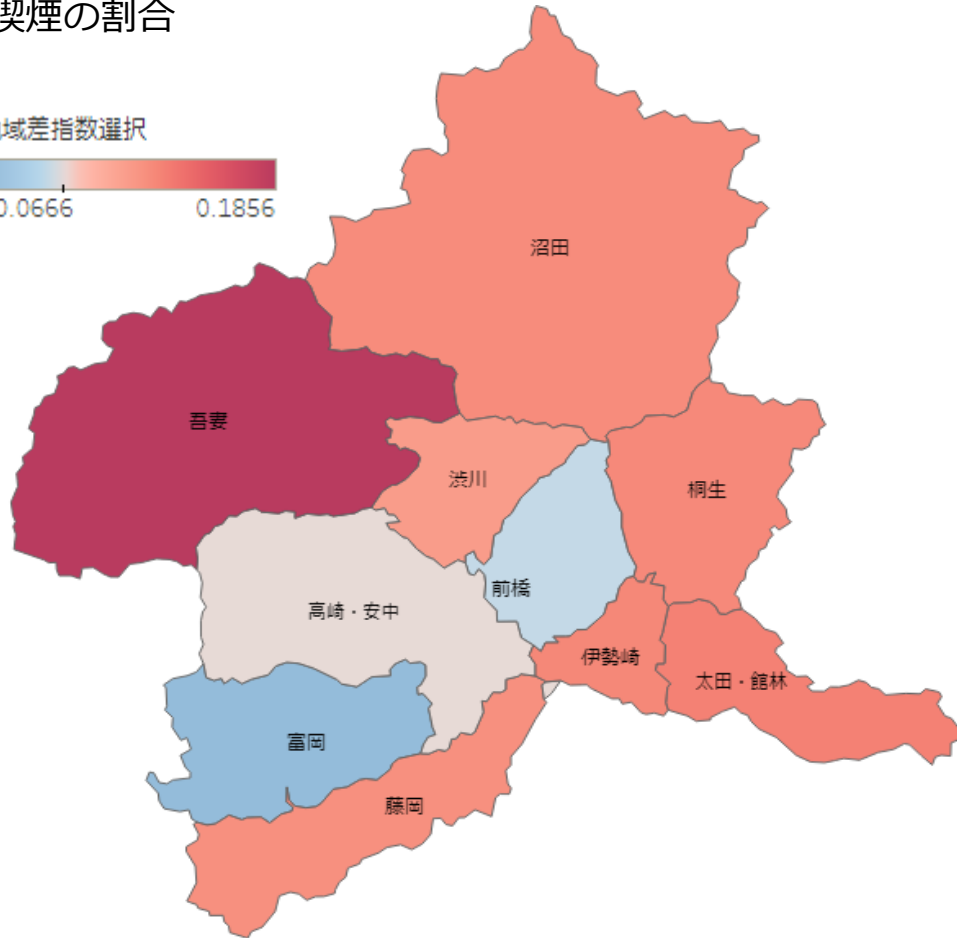 喫煙の割合
地域差指数選択
0.0666 0.1856
沼田
吾妻
渋川
桐生
前橋
高崎・安中
伊勢崎
太田・館林
富岡
藤岡